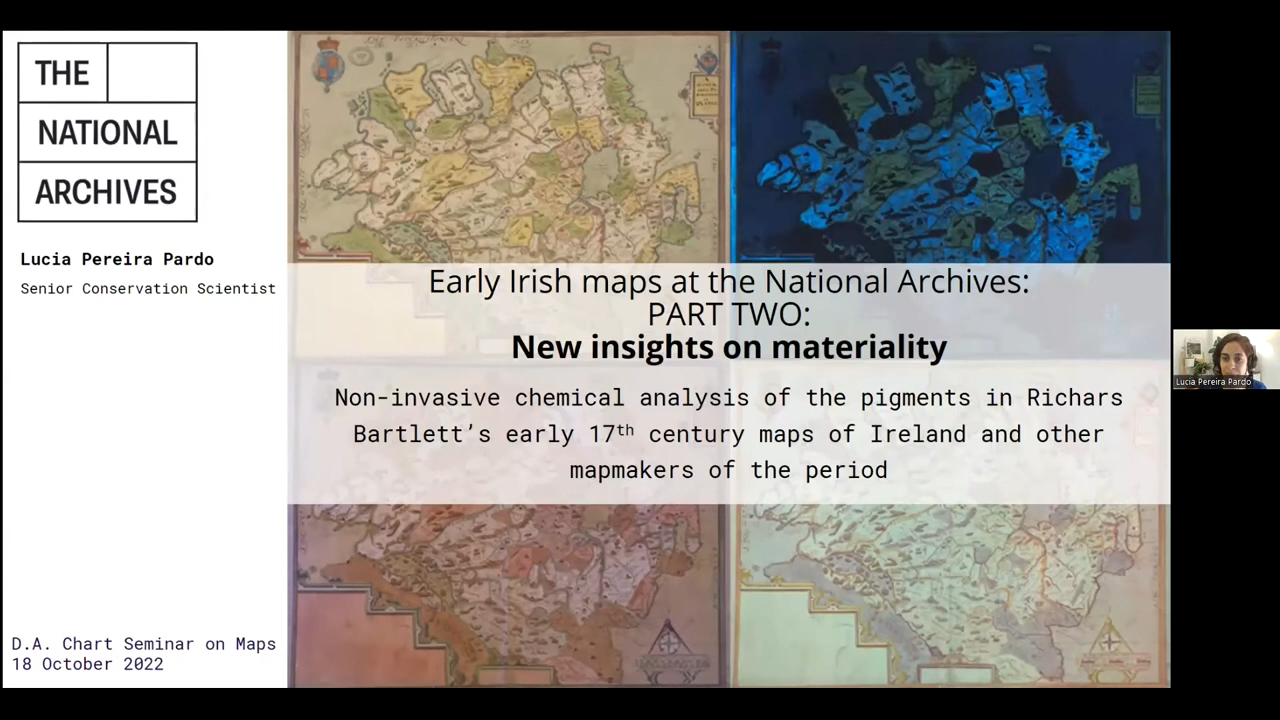 THE
NATIONAL
ARCHIVES
Lucia Pereira Pardo
Senior Conservation Scientist
Early Irish maps at the National Archives:
PART TWO:
New insights on materiality
Non-invasive chemical analysis of the pigments in Richars
Bartlett’s early 17th century maps of Ireland and other
mapmakers of the period
D.A. Chart Seminar on Maps
18 October 2022
Lucia Pereira Pardo